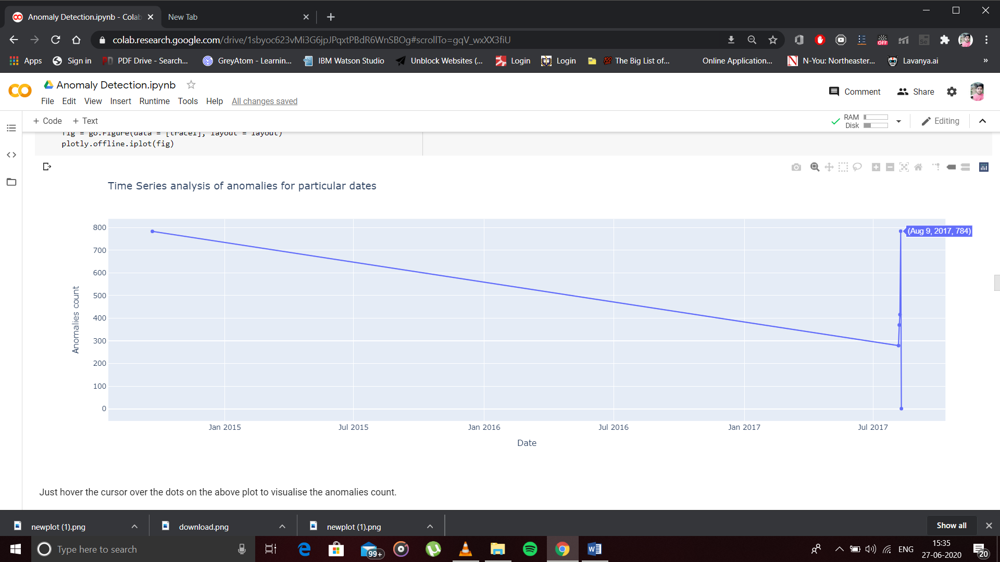 Anomaly Detection.ipynb - Colab
New Tab
colab.research.google.com/drive/1sbyoc623vMi3G6jpJPqxtPBdR6WnSBOg#scrollTo=gqV_wxXX3fiU
OFF
Apps
Sign in
PDF Drive - Search...
GreyAtom - Learnin...
IBM Watson Studio
Unblock Websites (...
Login
Login
The Big List of...
Online Application...
N-You: Northeaster...
Lavanya.ai
»
Anomaly Detection.ipynb
Comment
Share
File Edit View Insert Runtime Tools Help All changes saved
+ Code + Text
RAM
Disk
Editing
fig = go.Figure(data = [trace1], layout = layout)
plotly.offline.iplot(fig)
Time Series analysis of anomalies for particular dates
(Aug 9, 2017, 784)
Anomalies count
800
700
600
500
400
300
200
100
0
Jan 2015 Jul 2015 Jan 2016 Jul 2016 Jan 2017 Jul 2017
Date
Just hover the cursor over the dots on the above plot to visualise the anomalies count.
newplot (1).png
download.png
newplot (1).png
Show all
Type here to search
99+
ENG
15:35
27-06-2020
20